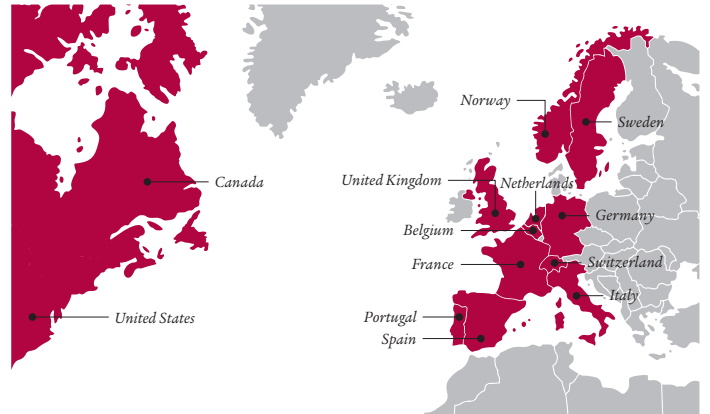 Norway
Sweden
Canada
United Kingdom
Netherlands
Germany
Belgium
France
Switzerland
Italy
United States
Portugal
Spain